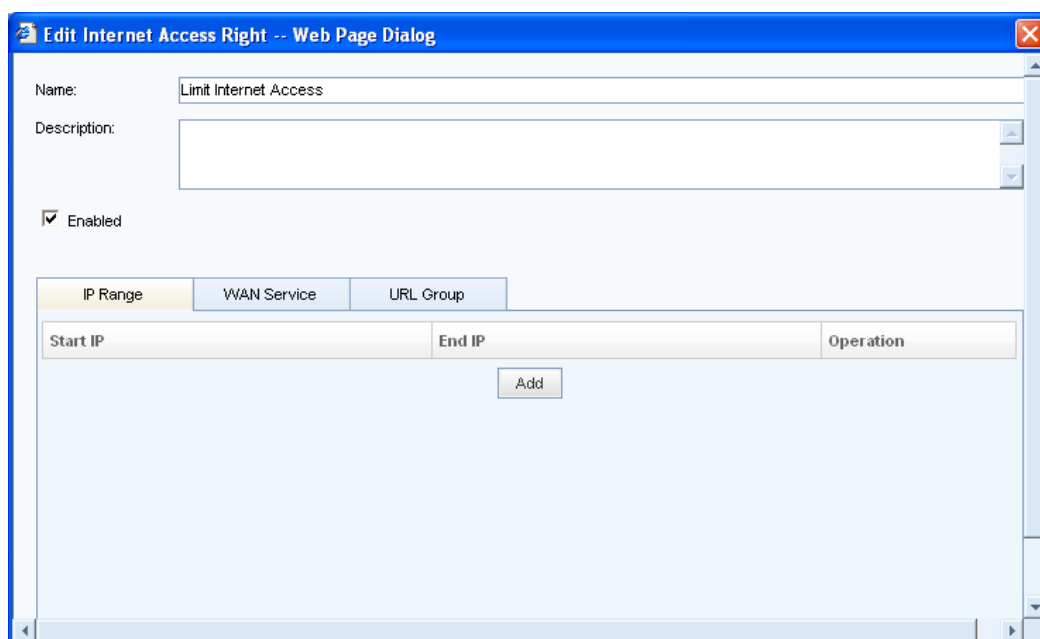 Edit Internet Access Right -- Web Page Dialog
Name:
Limit Internet Access
Description:
Enabled
IP Range
WAN Service
URL Group
Start IP
End IP
Operation
Add